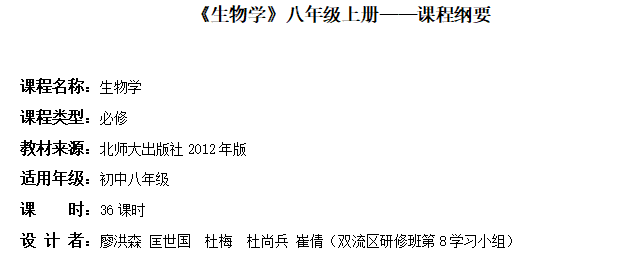 《生物学》八年级上册——课程纲要
课程名称：生物学
课程类型：必修
教材来源：北师大出版社 2012 年版
适用年级：初中八年级
课　　时：36 课时
设 计 者：廖洪森 匡世国　杜梅　杜尚兵 崔倩（双流区研修班第 8 学习小组）